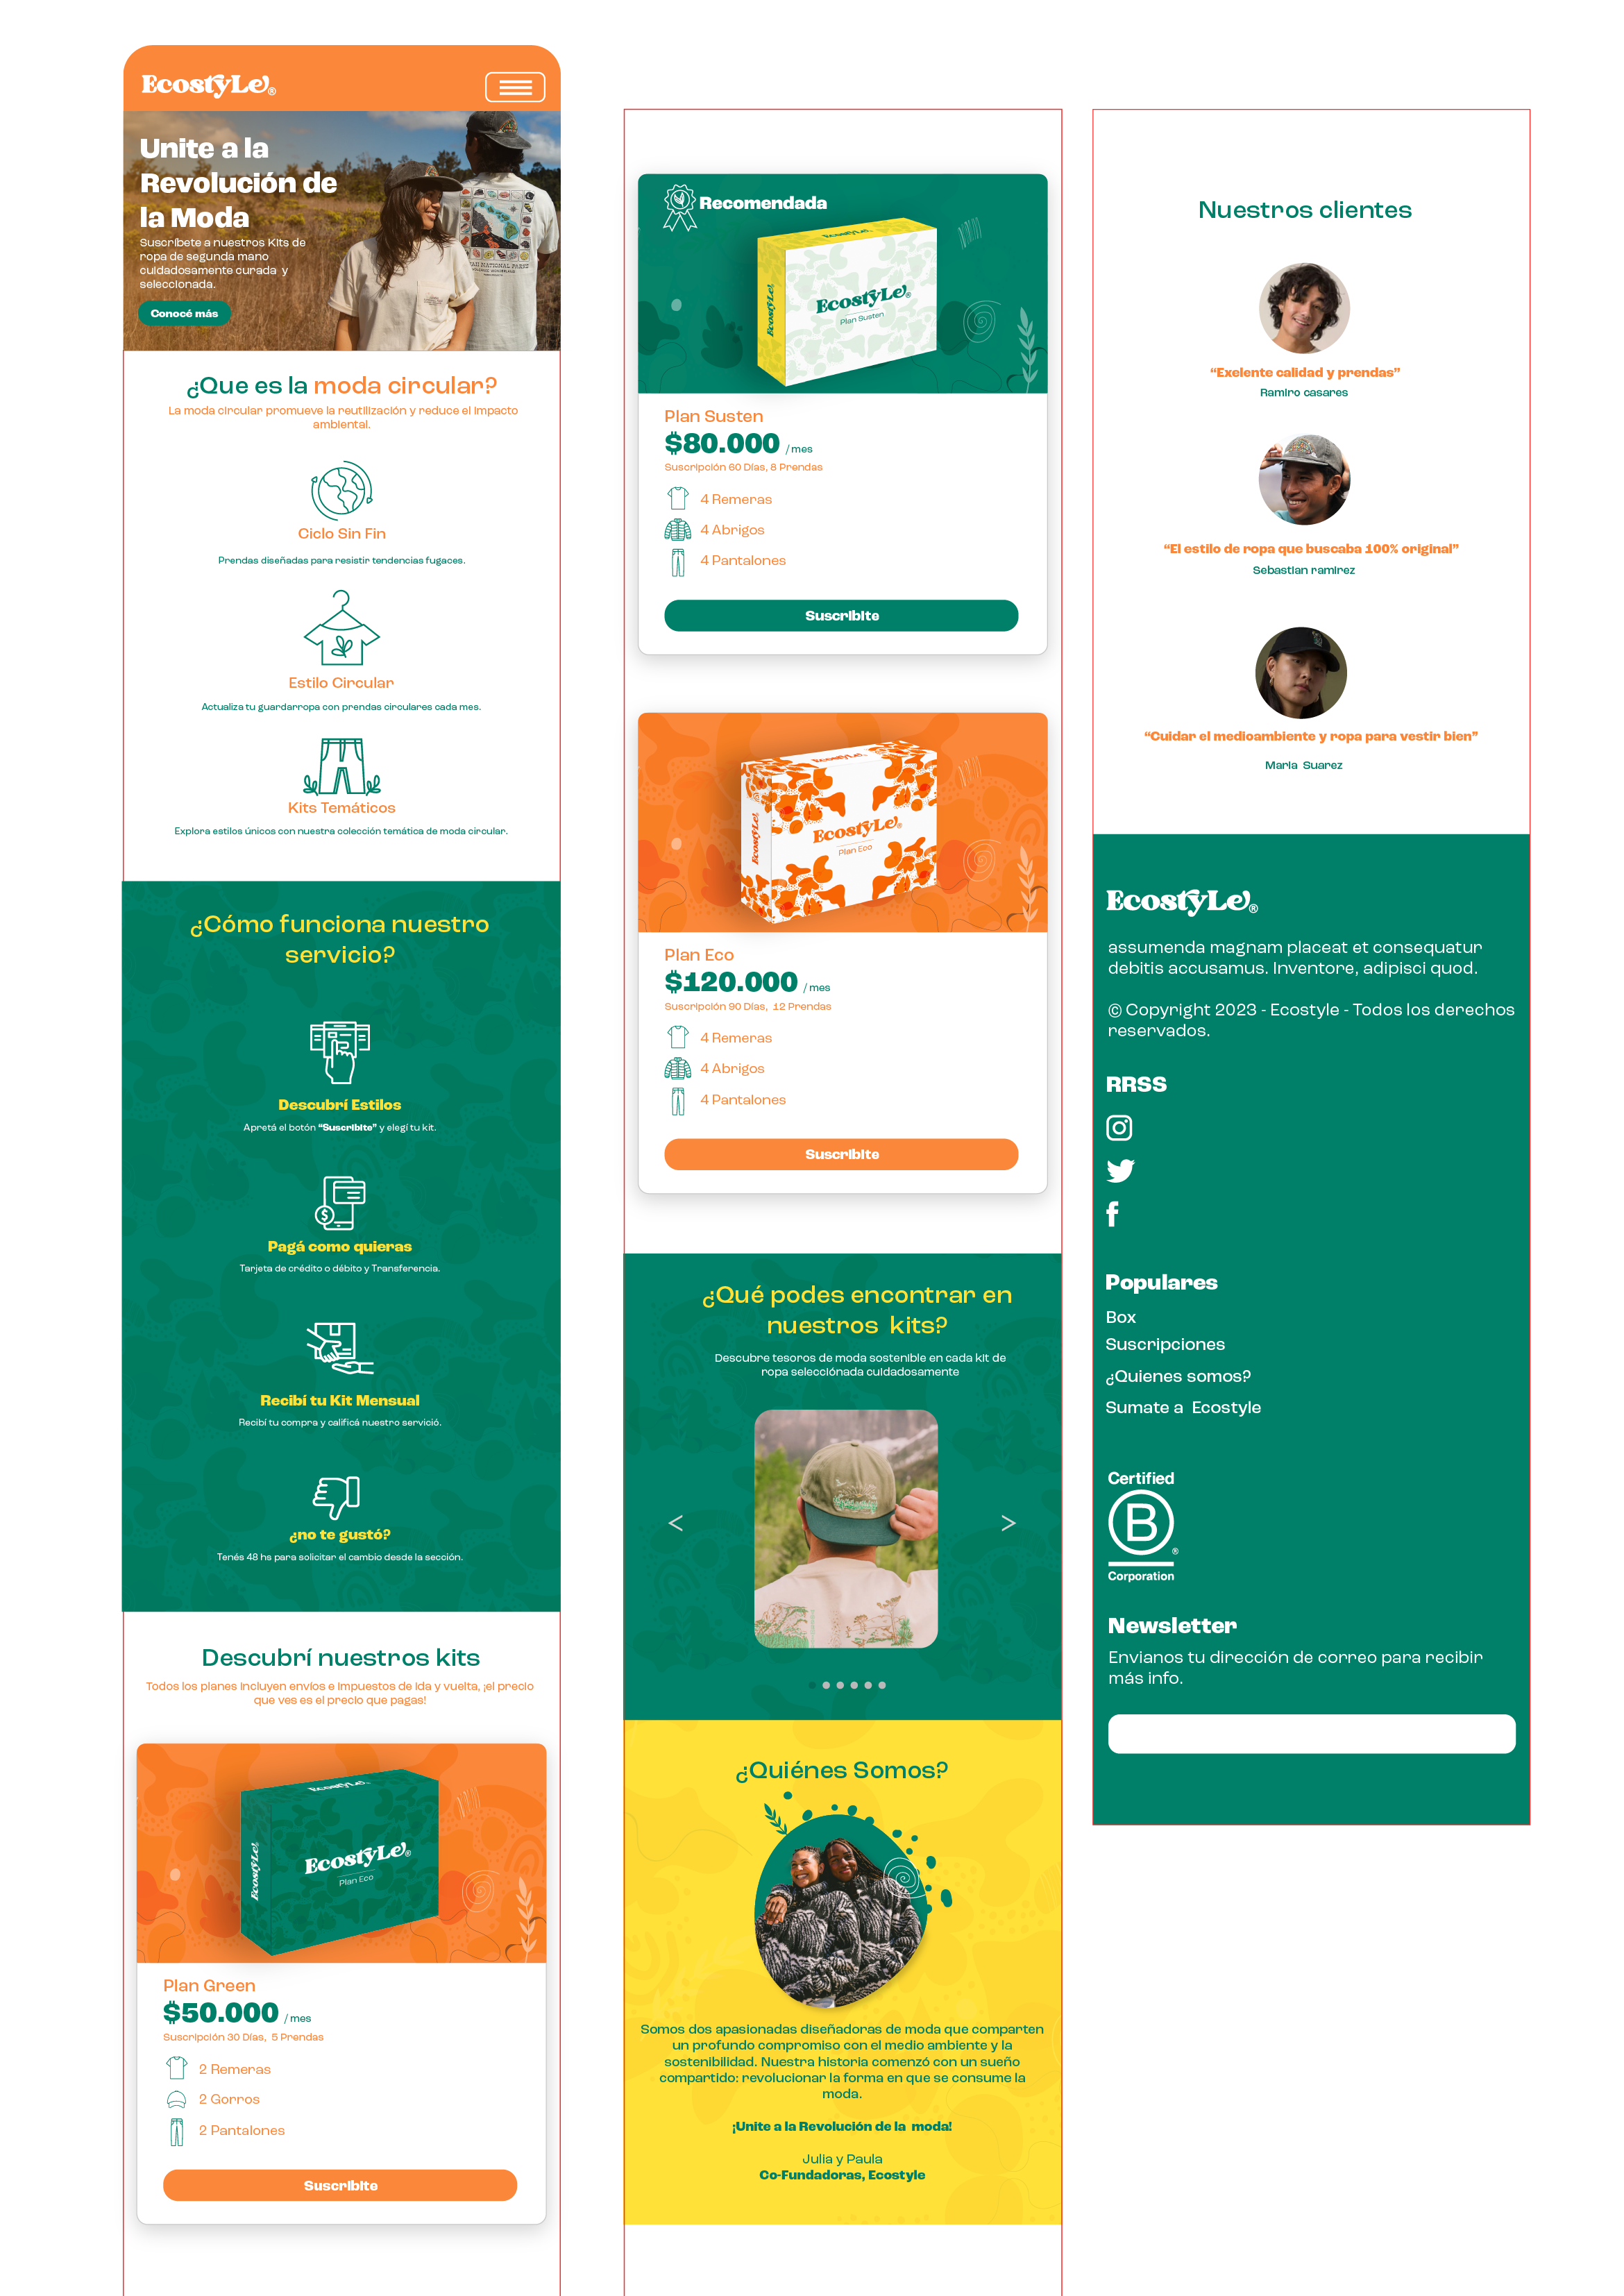 EcostyLe®
Unite a la
Revolución de
la Moda
Suscríbete a nuestros Kits de
ropa de segunda mano
cuidadosamente curada y
seleccionada.
Conocé más
¿Que es la moda circular?
La moda circular promueve la reutilización y reduce el impacto
ambiental.
Ciclo Sin Fin
Prendas diseñadas para resistir tendencias fugaces.
Estilo Circular
Actualiza tu guardarropa con prendas circulares cada mes.
Kits Temáticos
Explora estilos únicos con nuestra colección temática de moda circular.
¿Cómo funciona nuestro
servicio?
Descubrí Estilos
Apretá el botón “Suscribite” y elegí tu kit.
Pagá como quieras
Tarjeta de crédito o débito y Transferencia.
Recibí tu Kit Mensual
Recibí tu compra y calificá nuestro servició.
¿no te gustó?
Tenés 48 hs para solicitar el cambio desde la sección.
Descubrí nuestros kits
Todos los planes incluyen envíos e impuestos de ida y vuelta, ¡el precio
que ves es el precio que pagas!
EcostyLe
EcostyLe
EcostyLe®
Plan Eco
Plan Green
$50.000 / mes
Suscripción 30 Días, 5 Prendas
2 Remeras
2 Gorros
2 Pantalones
Suscribite
Recomendada
EcostyLe
EcostyLe
EcostyLe®
Plan Susten
Plan Susten
$80.000 / mes
Suscripción 60 Días, 8 Prendas
4 Remeras
4 Abrigos
4 Pantalones
Suscribite
EcostyLe
EcostyLe
EcostyLe®
Plan Eco
Plan Eco
$120.000 / mes
Suscripción 90 Días, 12 Prendas
4 Remeras
4 Abrigos
4 Pantalones
Suscribite
¿Qué podes encontrar en
nuestros kits?
Descubre tesoros de moda sostenible en cada kit de
ropa selecciónada cuidadosamente
< >
¿Quiénes Somos?
Somos dos apasionadas diseñadoras de moda que comparten
un profundo compromiso con el medio ambiente y la
sostenibilidad. Nuestra historia comenzó con un sueño
compartido: revolucionar la forma en que se consume la
moda.
¡Unite a la Revolución de la moda!
Julia y Paula
Co-Fundadoras, Ecostyle
Nuestros clientes
“Exelente calidad y prendas”
Ramiro casares
“El estilo de ropa que buscaba 100% original”
Sebastian ramirez
“Cuidar el medioambiente y ropa para vestir bien”
Maria Suarez
EcostyLe®
assumenda magnam placeat et consequatur
debitis accusamus. Inventore, adipisci quod.
© Copyright 2023 - Ecostyle - Todos los derechos
reservados.
RRSS
Populares
Box
Suscripciones
¿Quienes somos?
Sumate a Ecostyle
Certified
B®
Corporation
Newsletter
Envianos tu dirección de correo para recibir
más info.